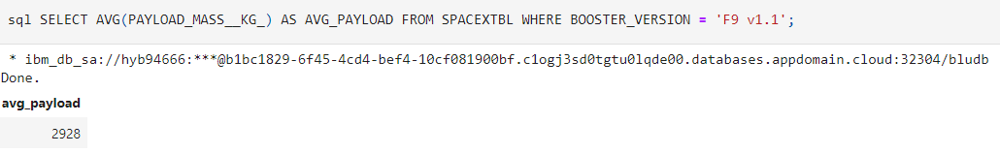 sql SELECT AVG(PAYLOAD_MASS__KG_) AS AVG_PAYLOAD FROM SPACEXTBL WHERE BOOSTER_VERSION = 'F9 v1.1';
* ibm_db_sa://hyb94666:***@b1bc1829-6f45-4cd4-bef4-10cf081900bf.c1ogj3sd0tgtu0lqde00.databases.appdomain.cloud:32304/bludb
Done.
avg_payload
2928